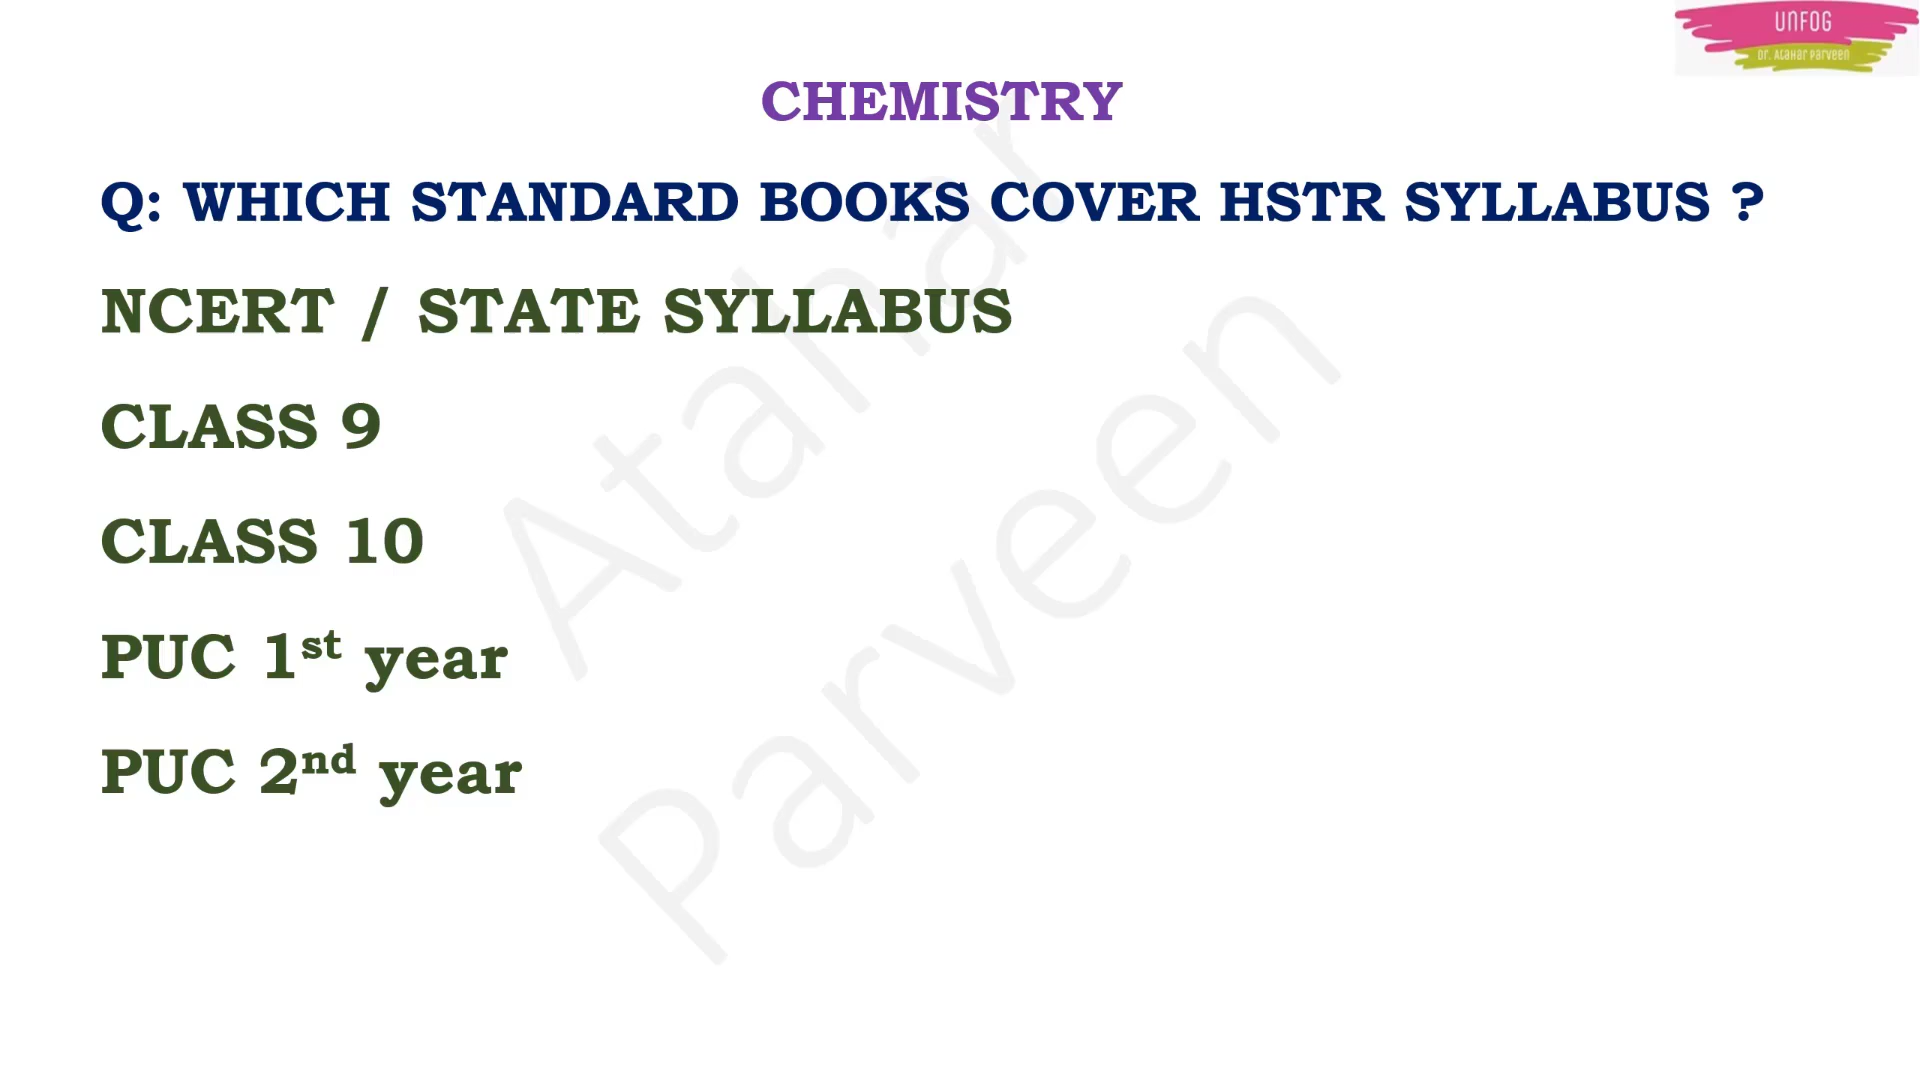 UNFOG
Dr. Atahar Parveen
CHEMISTRY
Q: WHICH STANDARD BOOKS COVER HSTR SYLLABUS ?
NCERT / STATE SYLLABUS
CLASS 9
CLASS 10
PUC 1st year
PUC 2nd year
Atahar
Parveen